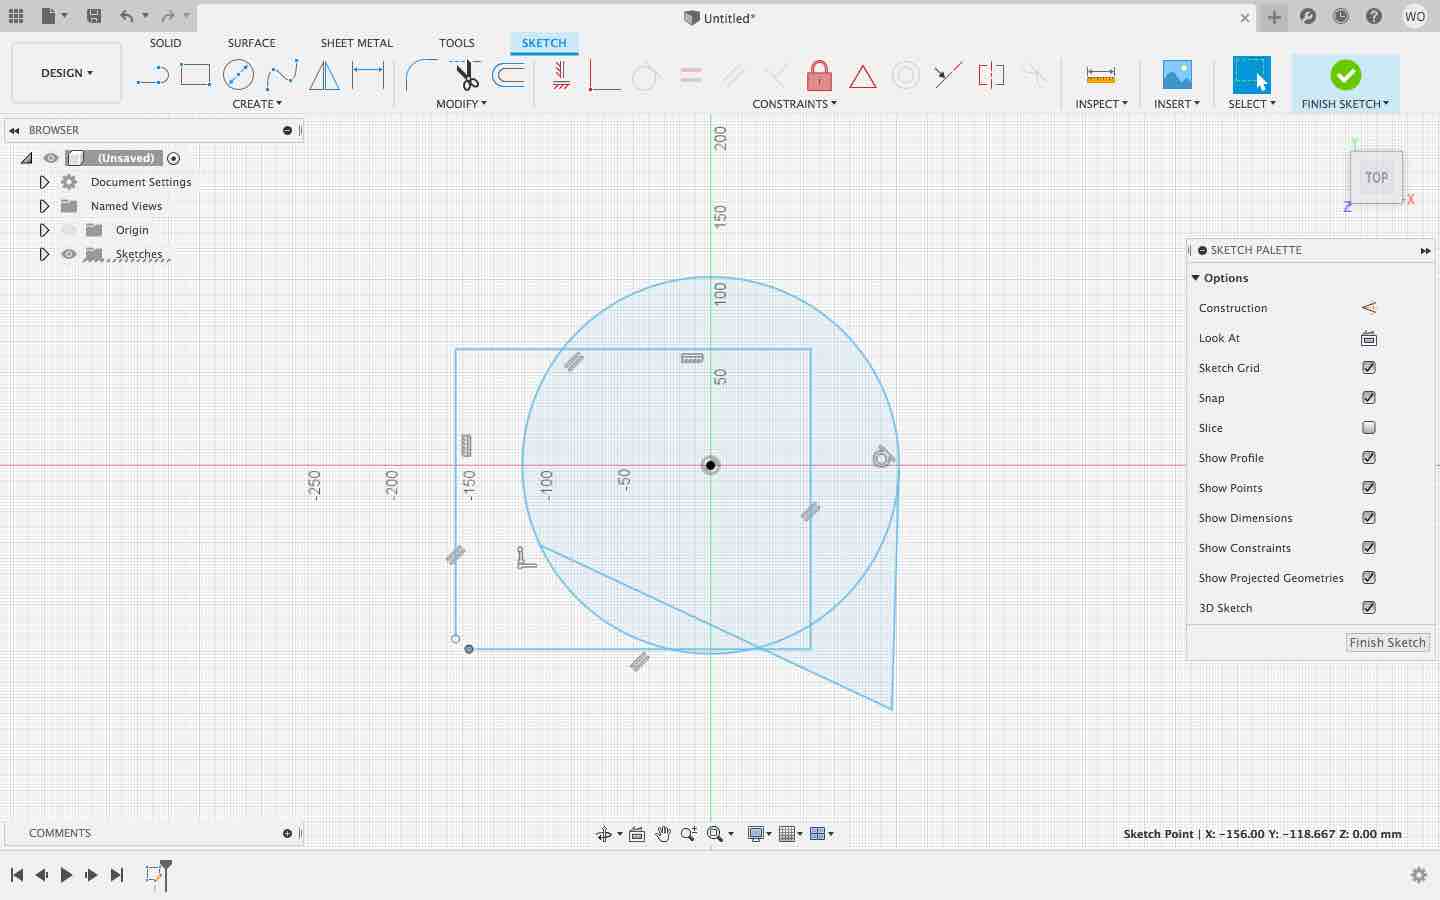 Untitled*
WO
DESIGN
SOLID
SURFACE
SHEET METAL
TOOLS
SKETCH
CREATE
MODIFY
CONSTRAINTS
INSPECT
INSERT
SELECT
FINISH SKETCH
BROWSER
(Unsaved)
Document Settings
Named Views
Origin
Sketches
200
150
100
50
-250
-200
-150
-100
-50
Y
TOP
X
Z
SKETCH PALETTE
Options
Construction
Look At
Sketch Grid
Snap
Slice
Show Profile
Show Points
Show Dimensions
Show Constraints
Show Projected Geometries
3D Sketch
Finish Sketch
COMMENTS
Sketch Point | X: -156.00 Y: -118.667 Z: 0.00 mm